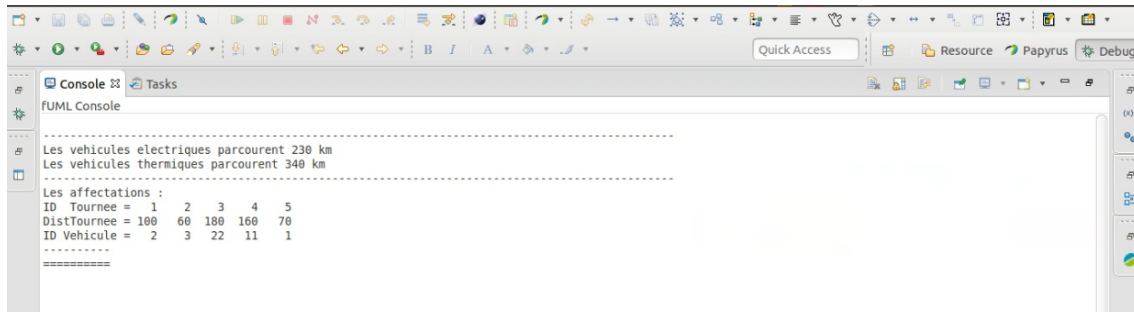 B I A
Quick Access
Resource
Papyrus
Debug
Console
Tasks
fUML Console
--------------------------------------------------------------------------------
Les vehicules electriques parcourent 230 km
Les vehicules thermiques parcourent 340 km
--------------------------------------------------------------------------------
Les affectations :
ID  Tournee =   1    2    3    4    5
DistTournee = 100   60  180  160   70
ID Vehicule =   2    3   22   11    1
----------
==========